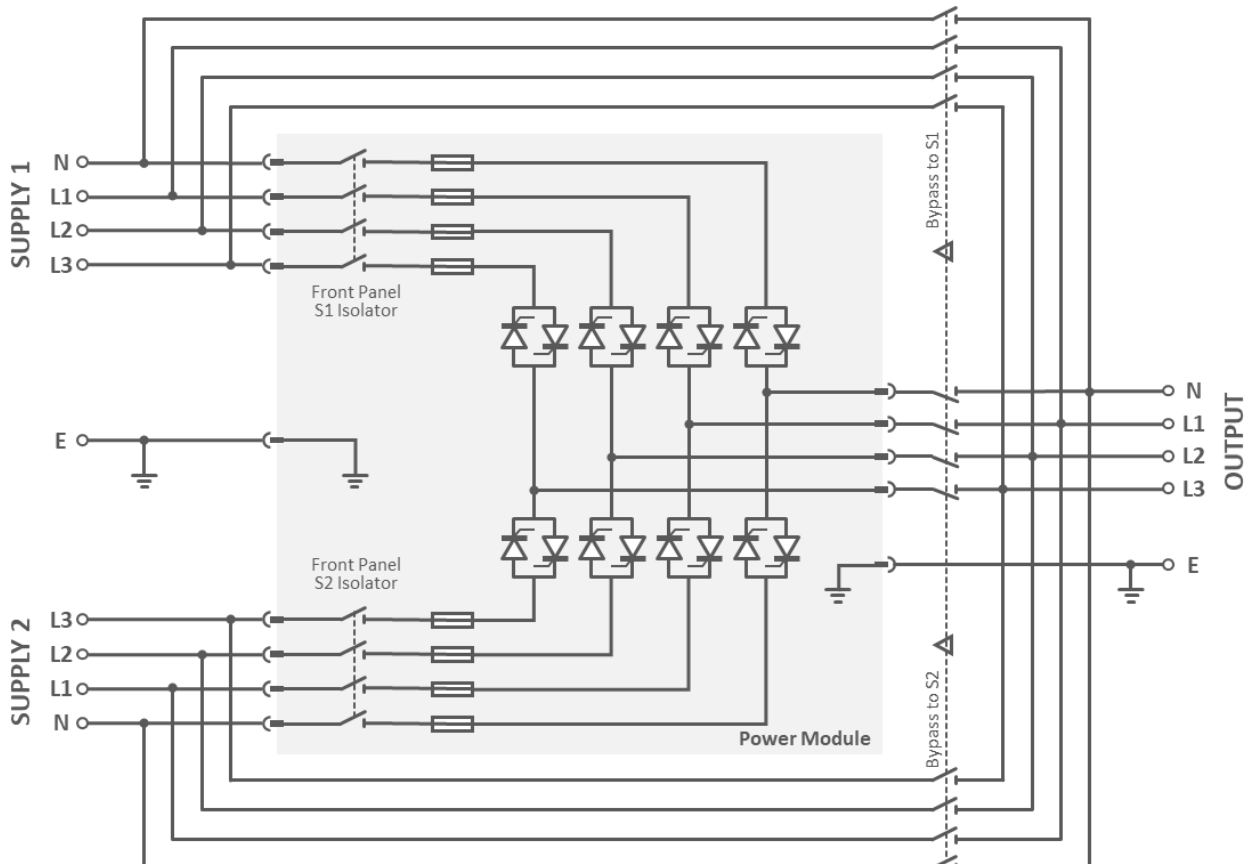 SUPPLY 1
N
L1
L2
L3
Front Panel
S1 Isolator
Bypass to S1
E
N
L1
L2
L3
OUTPUT
E
Front Panel
S2 Isolator
SUPPLY 2
L3
L2
L1
N
Power Module
Bypass to S2